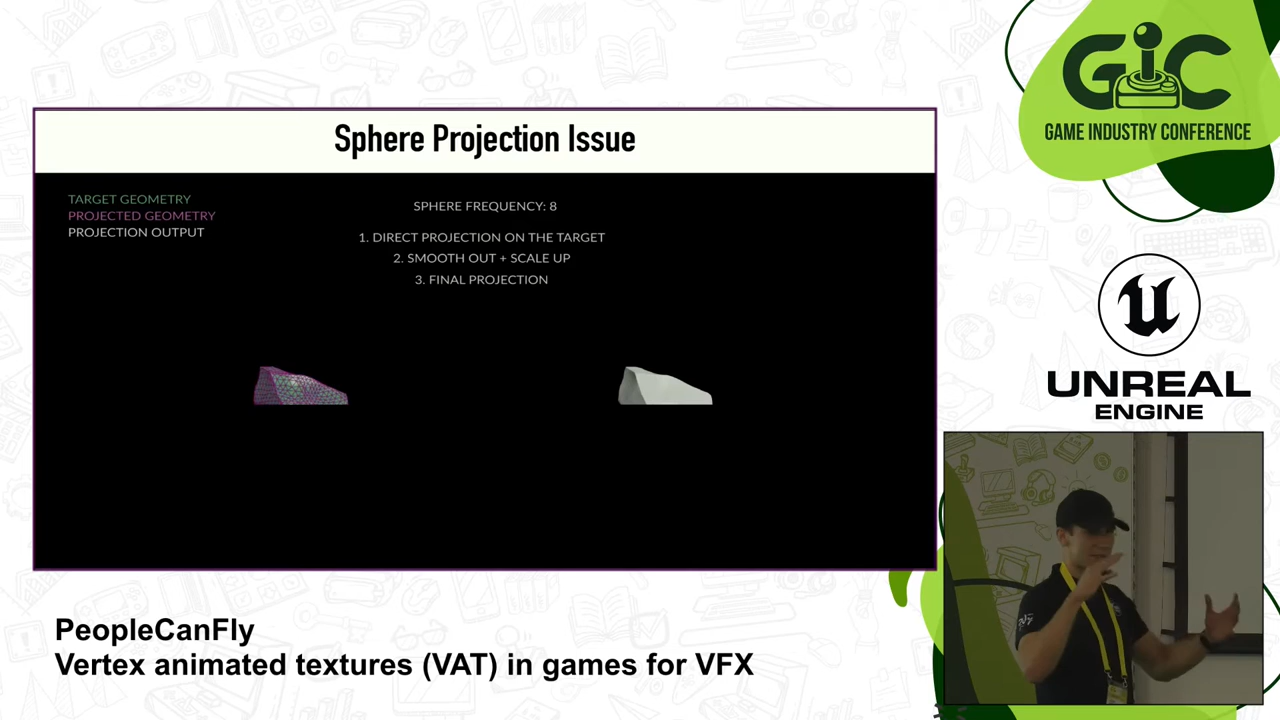 Sphere Projection Issue
TARGET GEOMETRY
PROJECTED GEOMETRY
PROJECTION OUTPUT
SPHERE FREQUENCY: 8
1. DIRECT PROJECTION ON THE TARGET
2. SMOOTH OUT + SCALE UP
3. FINAL PROJECTION
GIC
GAME INDUSTRY CONFERENCE
UNREAL
ENGINE
PeopleCanFly
Vertex animated textures (VAT) in games for VFX